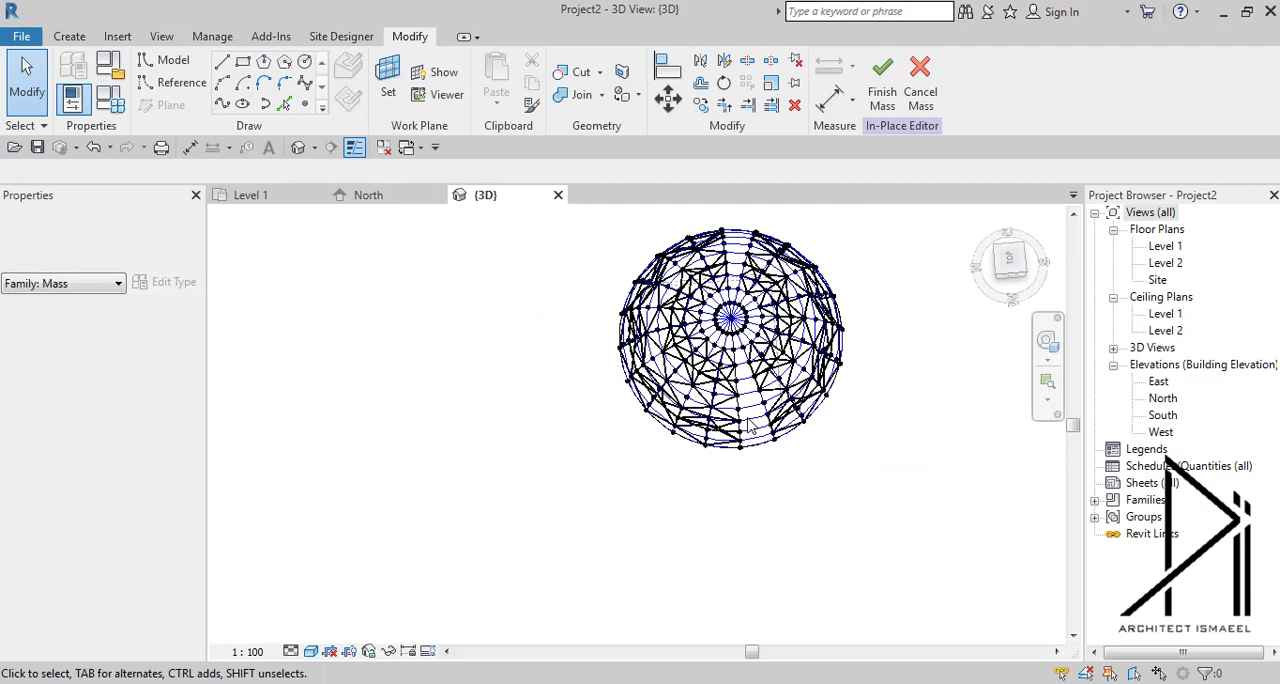 Project2 - 3D View: {3D}
Type a keyword or phrase
Sign In
File
Create
Insert
View
Manage
Add-Ins
Site Designer
Modify
Modify
Select
Properties
Model
Reference
Plane
Draw
Set
Show
Viewer
Work Plane
Paste
Clipboard
Cut
Join
Geometry
Modify
Measure
Finish Mass
Cancel Mass
In-Place Editor
Properties
Family: Mass
Edit Type
Level 1
North
{3D}
Project Browser - Project2
Views (all)
Floor Plans
Level 1
Level 2
Site
Ceiling Plans
Level 1
Level 2
3D Views
Elevations (Building Elevation)
East
North
South
West
Legends
Schedules/Quantities (all)
Sheets (all)
Families
Groups
Revit Links
ARCHITECT ISMAEEL
1 : 100
Click to select, TAB for alternates, CTRL adds, SHIFT unselects.
:0